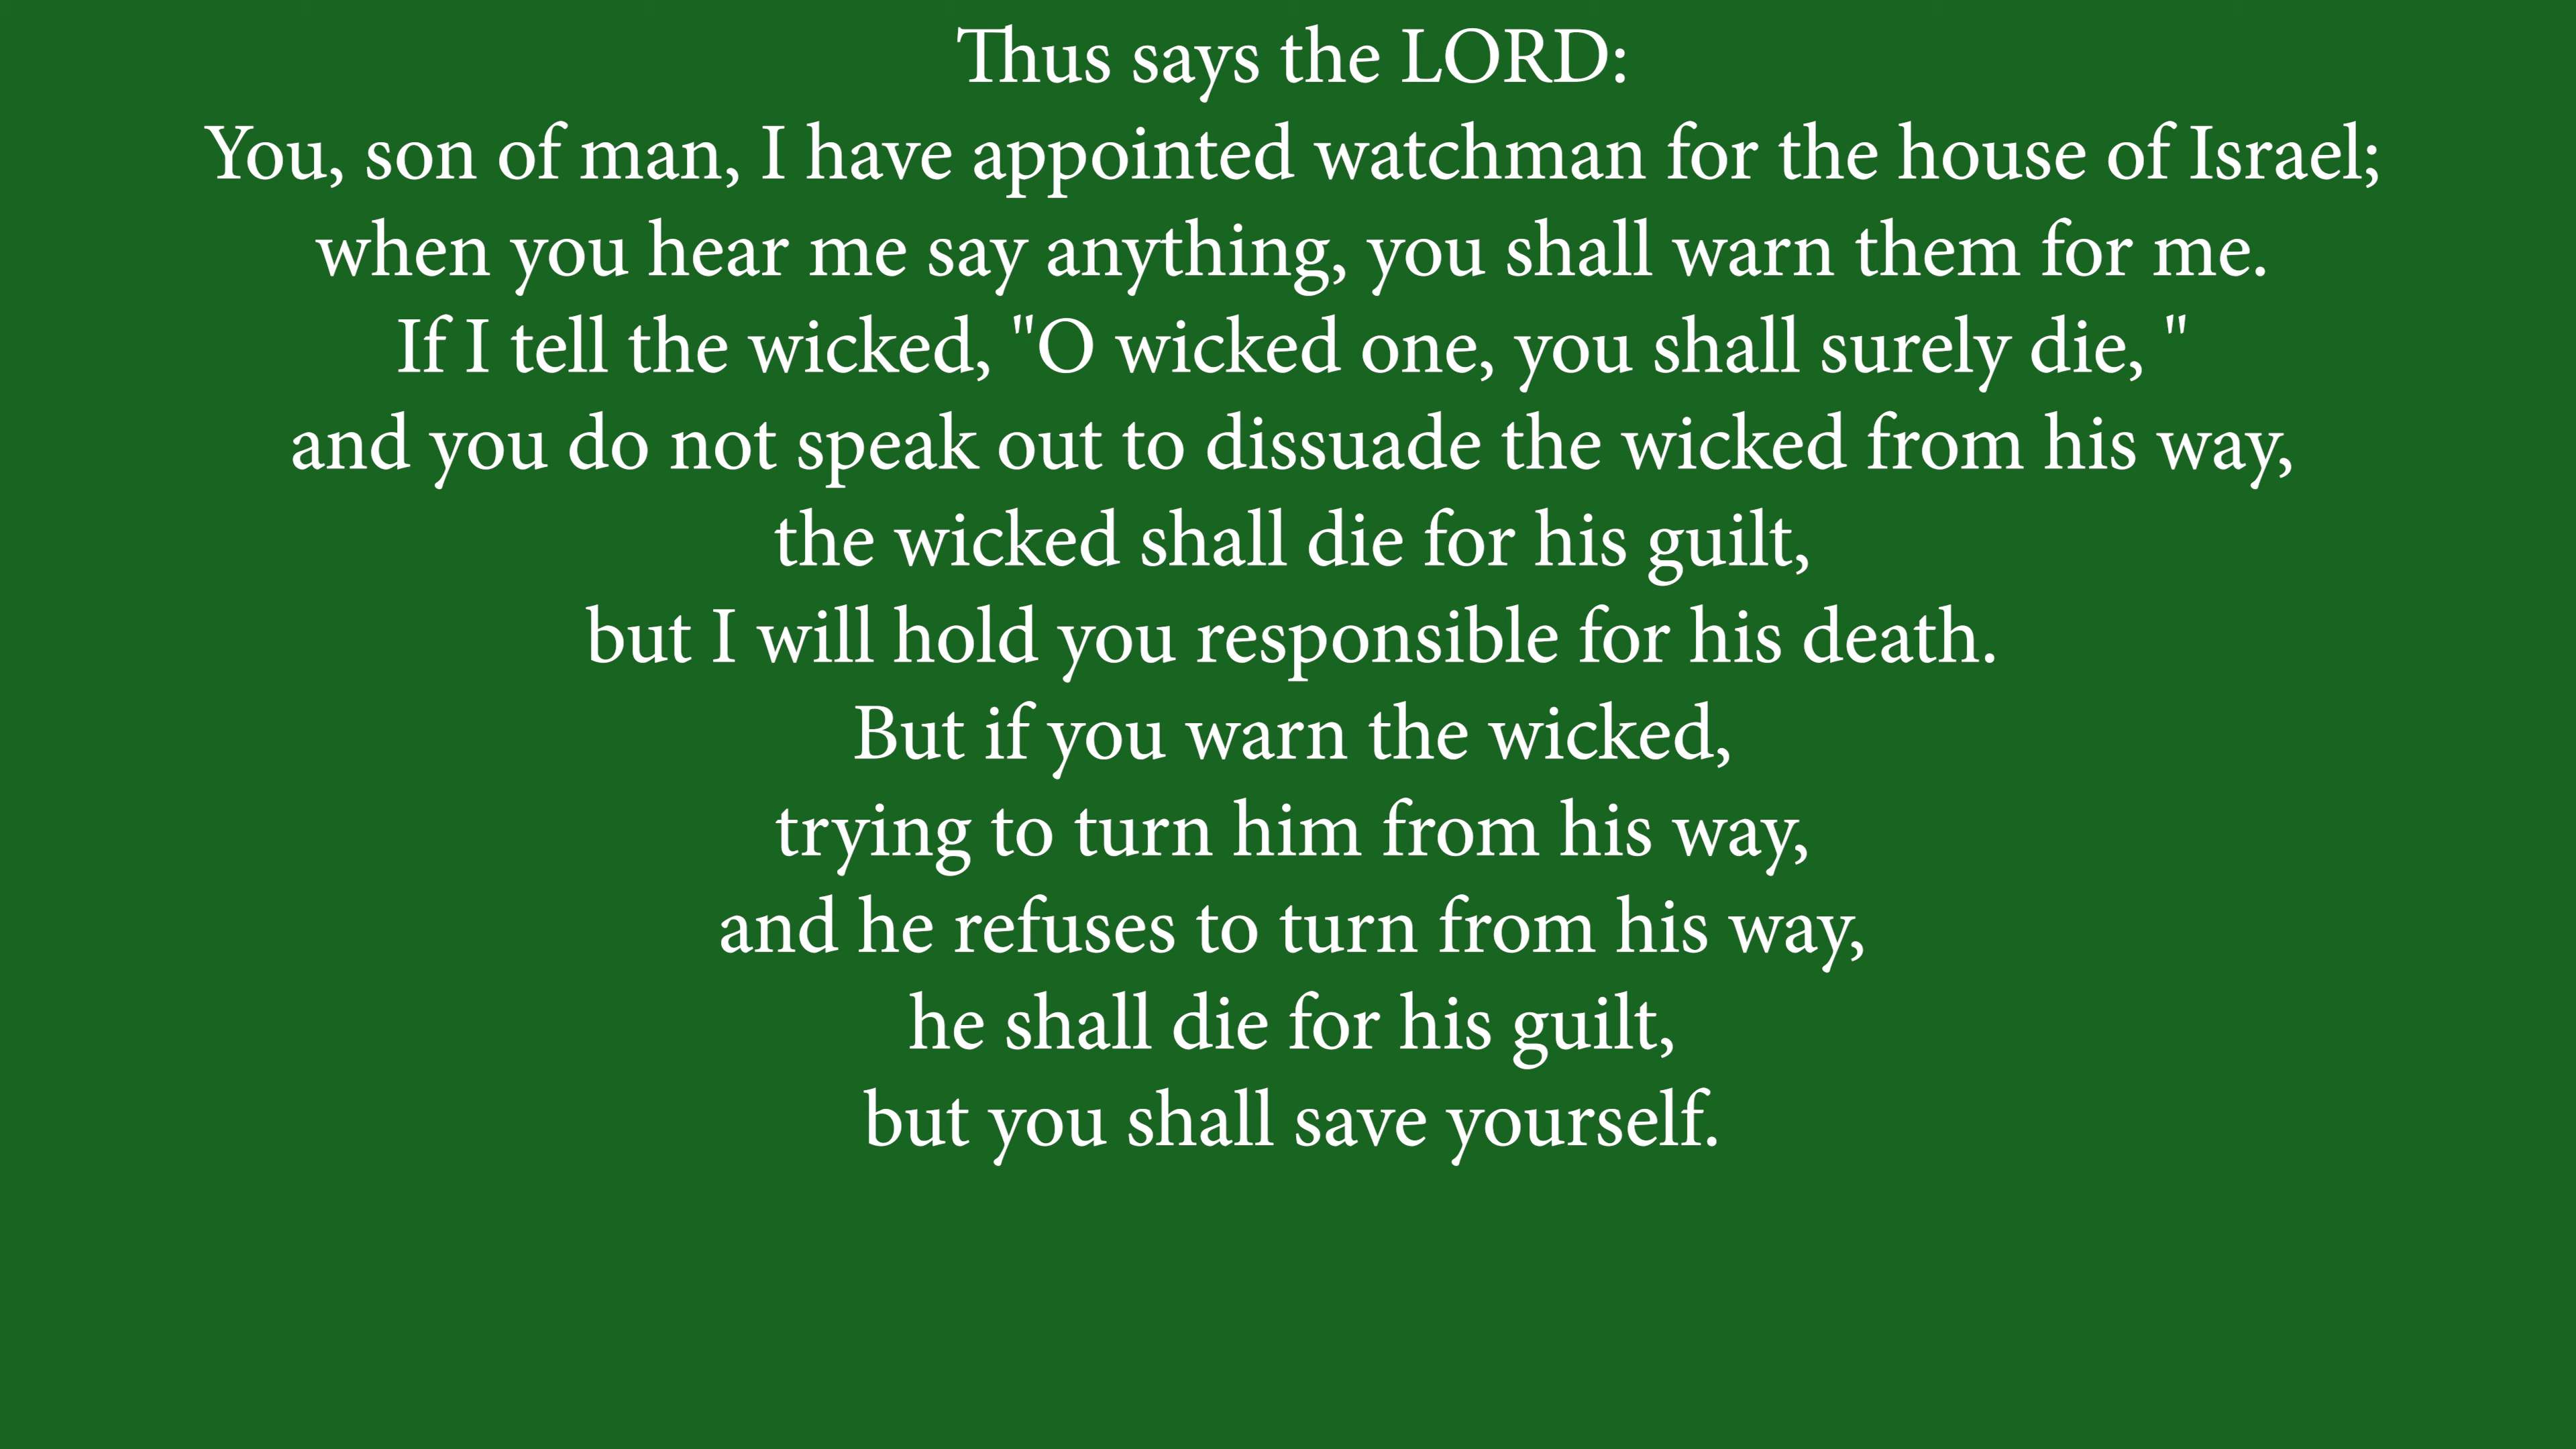 Thus says the LORD:
You, son of man, I have appointed watchman for the house of Israel;
when you hear me say anything, you shall warn them for me.
If I tell the wicked, "O wicked one, you shall surely die, "
and you do not speak out to dissuade the wicked from his way,
the wicked shall die for his guilt,
but I will hold you responsible for his death.
But if you warn the wicked,
trying to turn him from his way,
and he refuses to turn from his way,
he shall die for his guilt,
but you shall save yourself.